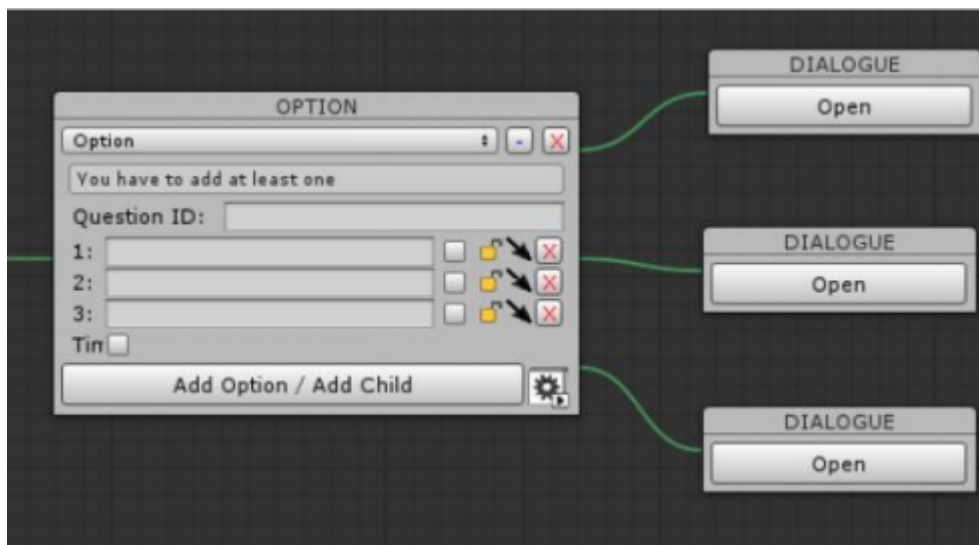 OPTION
Option
-
X
You have to add at least one
Question ID:
1:
X
2:
X
3:
X
Tim
Add Option / Add Child
DIALOGUE
Open
DIALOGUE
Open
DIALOGUE
Open